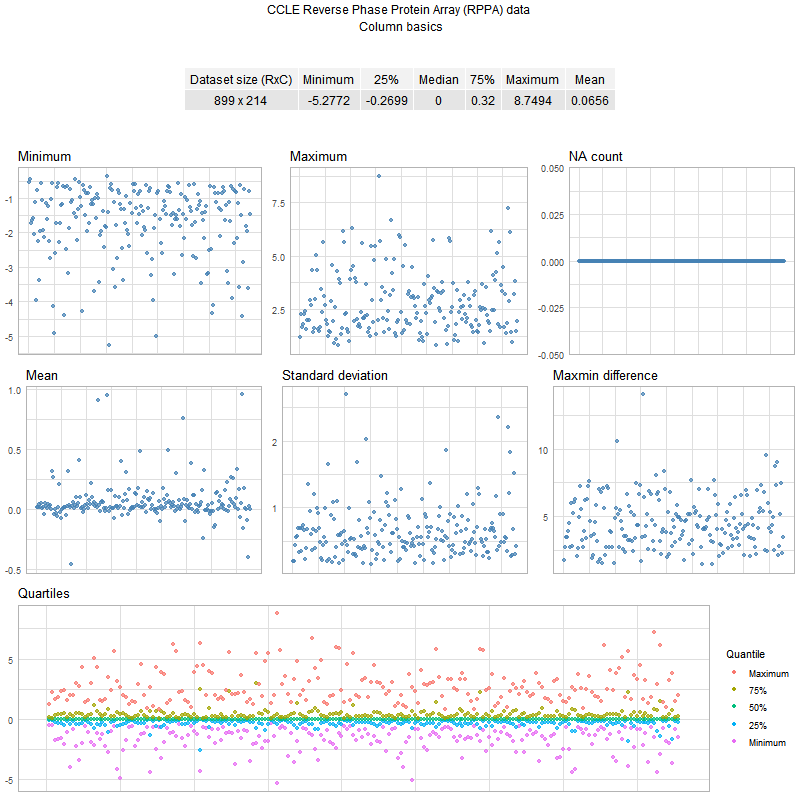 CCLE Reverse Phase Protein Array (RPPA) data
Column basics
Dataset size (RxC) Minimum 25% Median 75% Maximum Mean
899 x 214 -5.2772 -0.2699 0 0.32 8.7494 0.0656
Minimum
-1
-2
-3
-4
-5
Maximum
7.5
5.0
2.5
NA count
0.050
0.025
0.000
-0.025
-0.050
Mean
1.0
0.5
0.0
-0.5
Standard deviation
2
1
Maxmin difference
10
5
Quartiles
5
0
-5
Quantile
Maximum
75%
50%
25%
Minimum